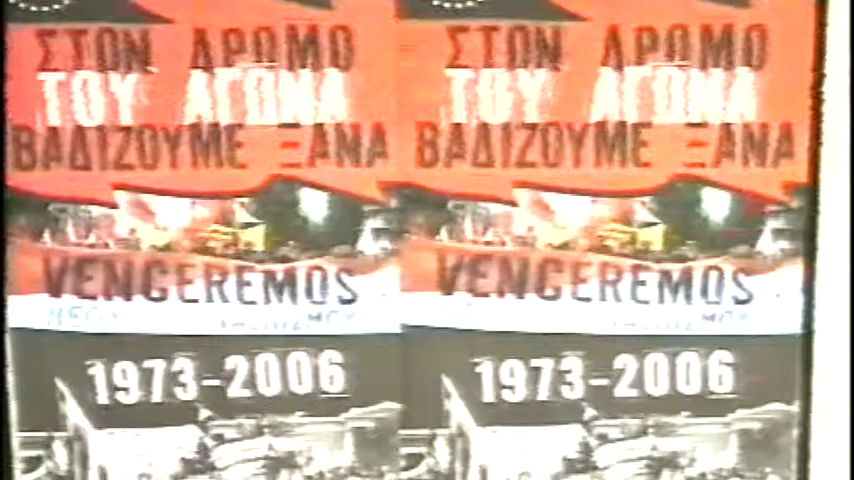 ΣΤΟΝ ΔΡΟΜΟ ΣΤΟΝ ΔΡΟΜΟ
ΤΟΥ ΑΓΩΝΑ ΤΟΥ ΑΓΩΝΑ
ΒΑΔΙΖΟΥΜΕ ΞΑΝΑ ΒΑΔΙΖΟΥΜΕ ΞΑΝΑ
VENCEREMOS VENCEREMOS
1973-2006 1973-2006